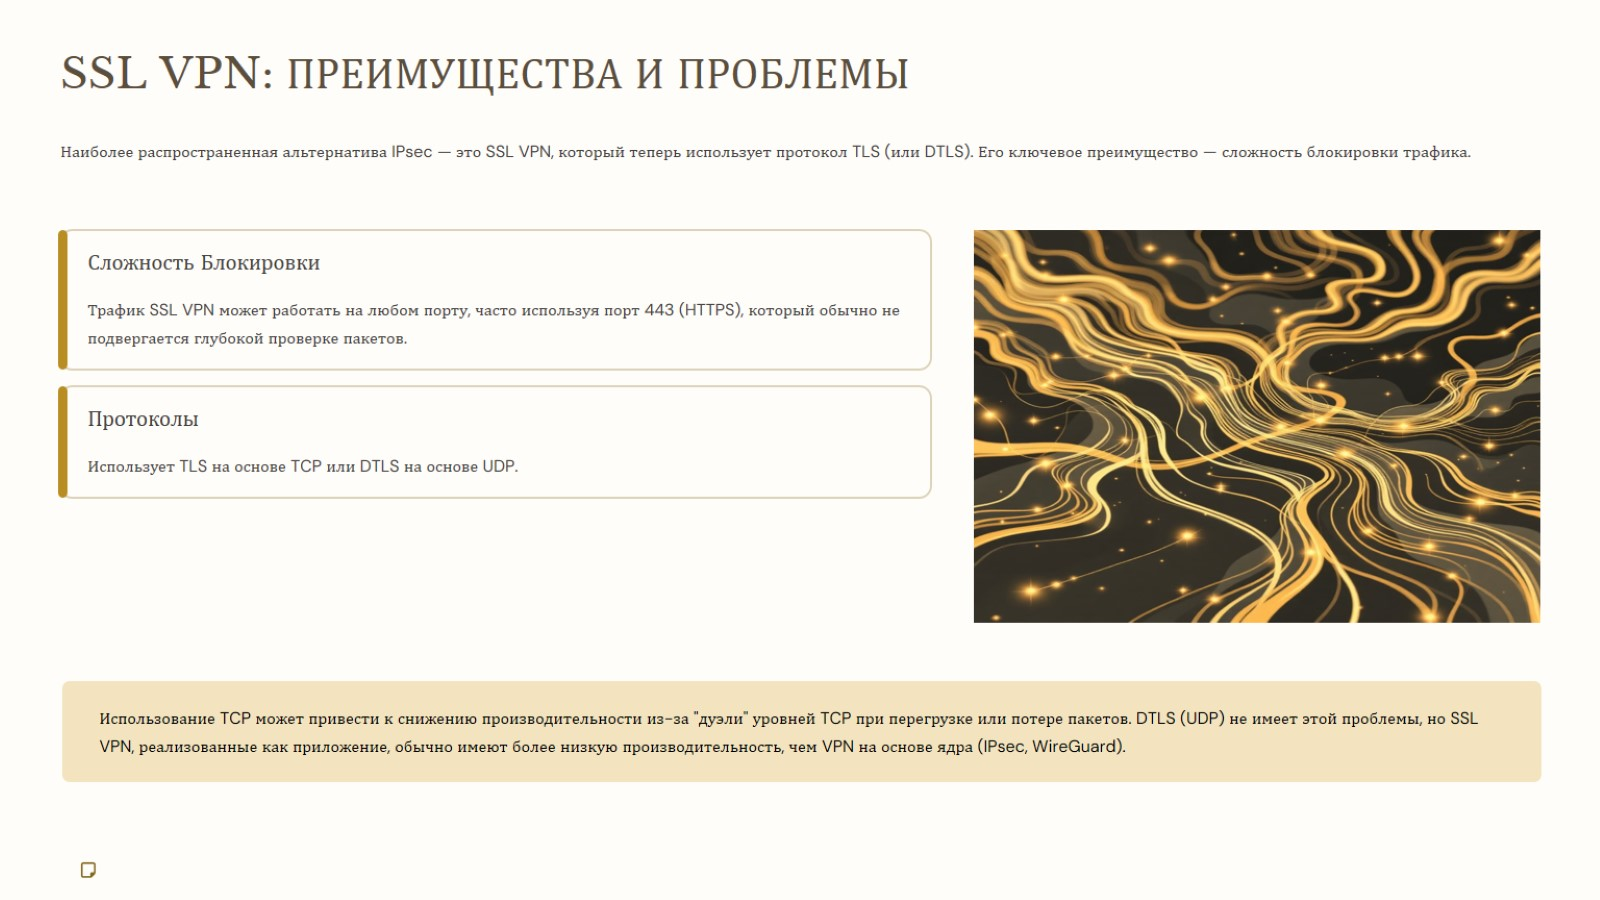 SSL VPN: ПРЕИМУЩЕСТВА И ПРОБЛЕМЫ
Наиболее распространенная альтернатива IPsec — это SSL VPN, который теперь использует протокол TLS (или DTLS). Его ключевое преимущество — сложность блокировки трафика.
Сложность Блокировки
Трафик SSL VPN может работать на любом порту, часто используя порт 443 (HTTPS), который обычно не
подвергается глубокой проверке пакетов.
Протоколы
Использует TLS на основе TCP или DTLS на основе UDP.
Использование TCP может привести к снижению производительности из-за "дуэли" уровней TCP при перегрузке или потере пакетов. DTLS (UDP) не имеет этой проблемы, но SSL
VPN, реализованные как приложение, обычно имеют более низкую производительность, чем VPN на основе ядра (IPsec, WireGuard).